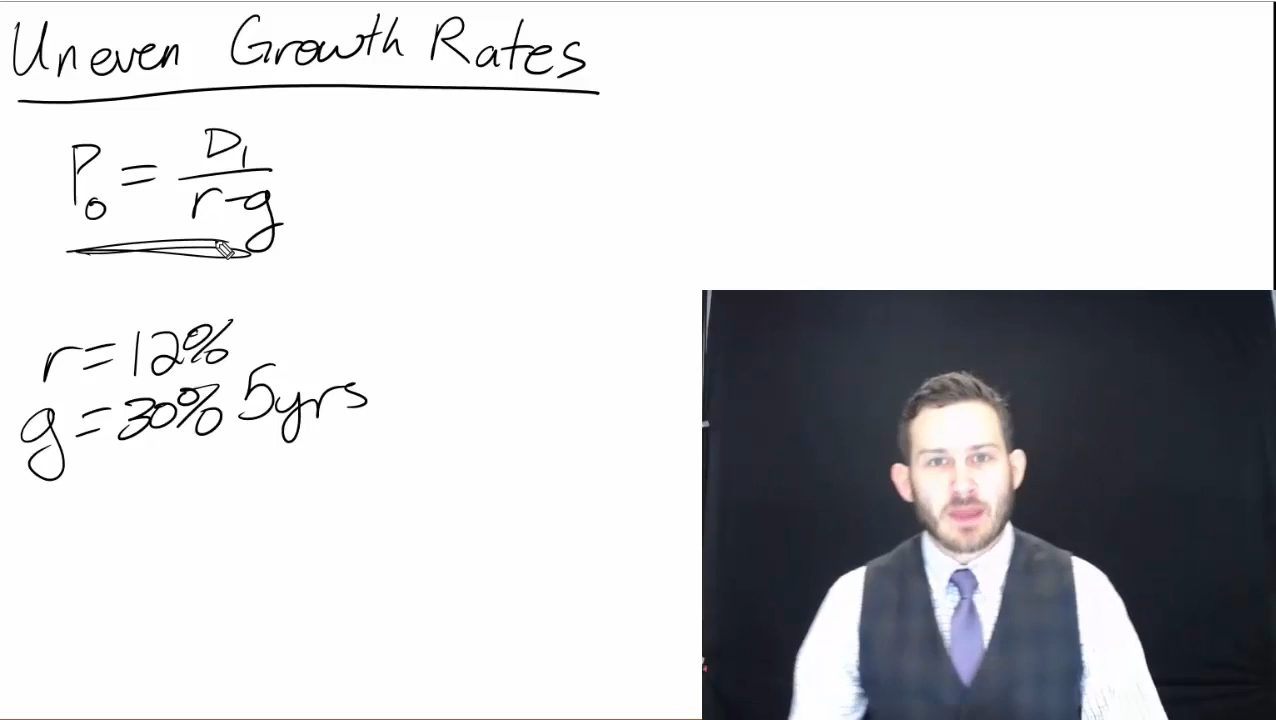 Uneven Growth Rates
P₀ = D₁ / r-g
r = 12%
g = 30% 5yrs